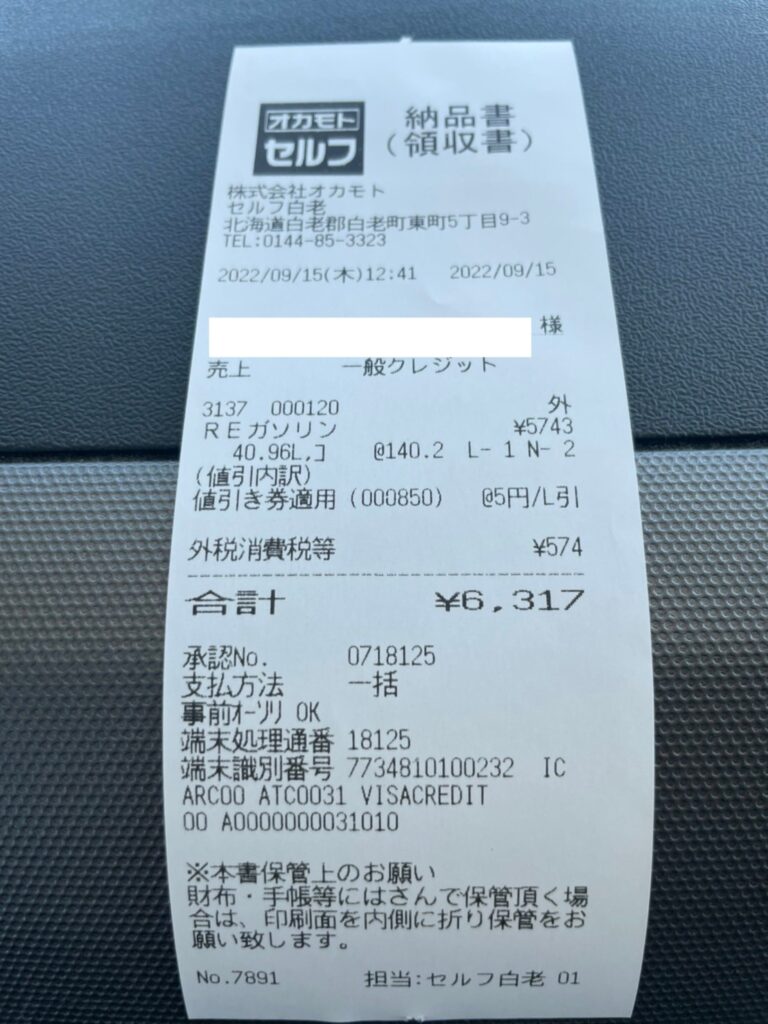 オカモト
セルフ
納品書
(領収書)
株式会社オカモト
セルフ白老
北海道白老郡白老町東町5丁目9-3
TEL:0144-85-3323
2022/09/15(木)12:41 2022/09/15
様
売上 一般クレジット
3137 000120 外
REガソリン ¥5743
40.96L,コ @140.2 L- 1 N- 2
(値引内訳)
値引き券適用(000850) @5円/L引
外税消費税等 ¥574
合計 ¥6,317
承認No. 0718125
支払方法 一括
事前オーソリ OK
端末処理通番 18125
端末識別番号 7734810100232 IC
ARC00 ATC0031 VISACREDIT
00 A0000000031010
※本書保管上のお願い
財布・手帳等にはさんで保管頂く場
合は、印刷面を内側に折り保管をお
願い致します。
No.7891 担当:セルフ白老 01